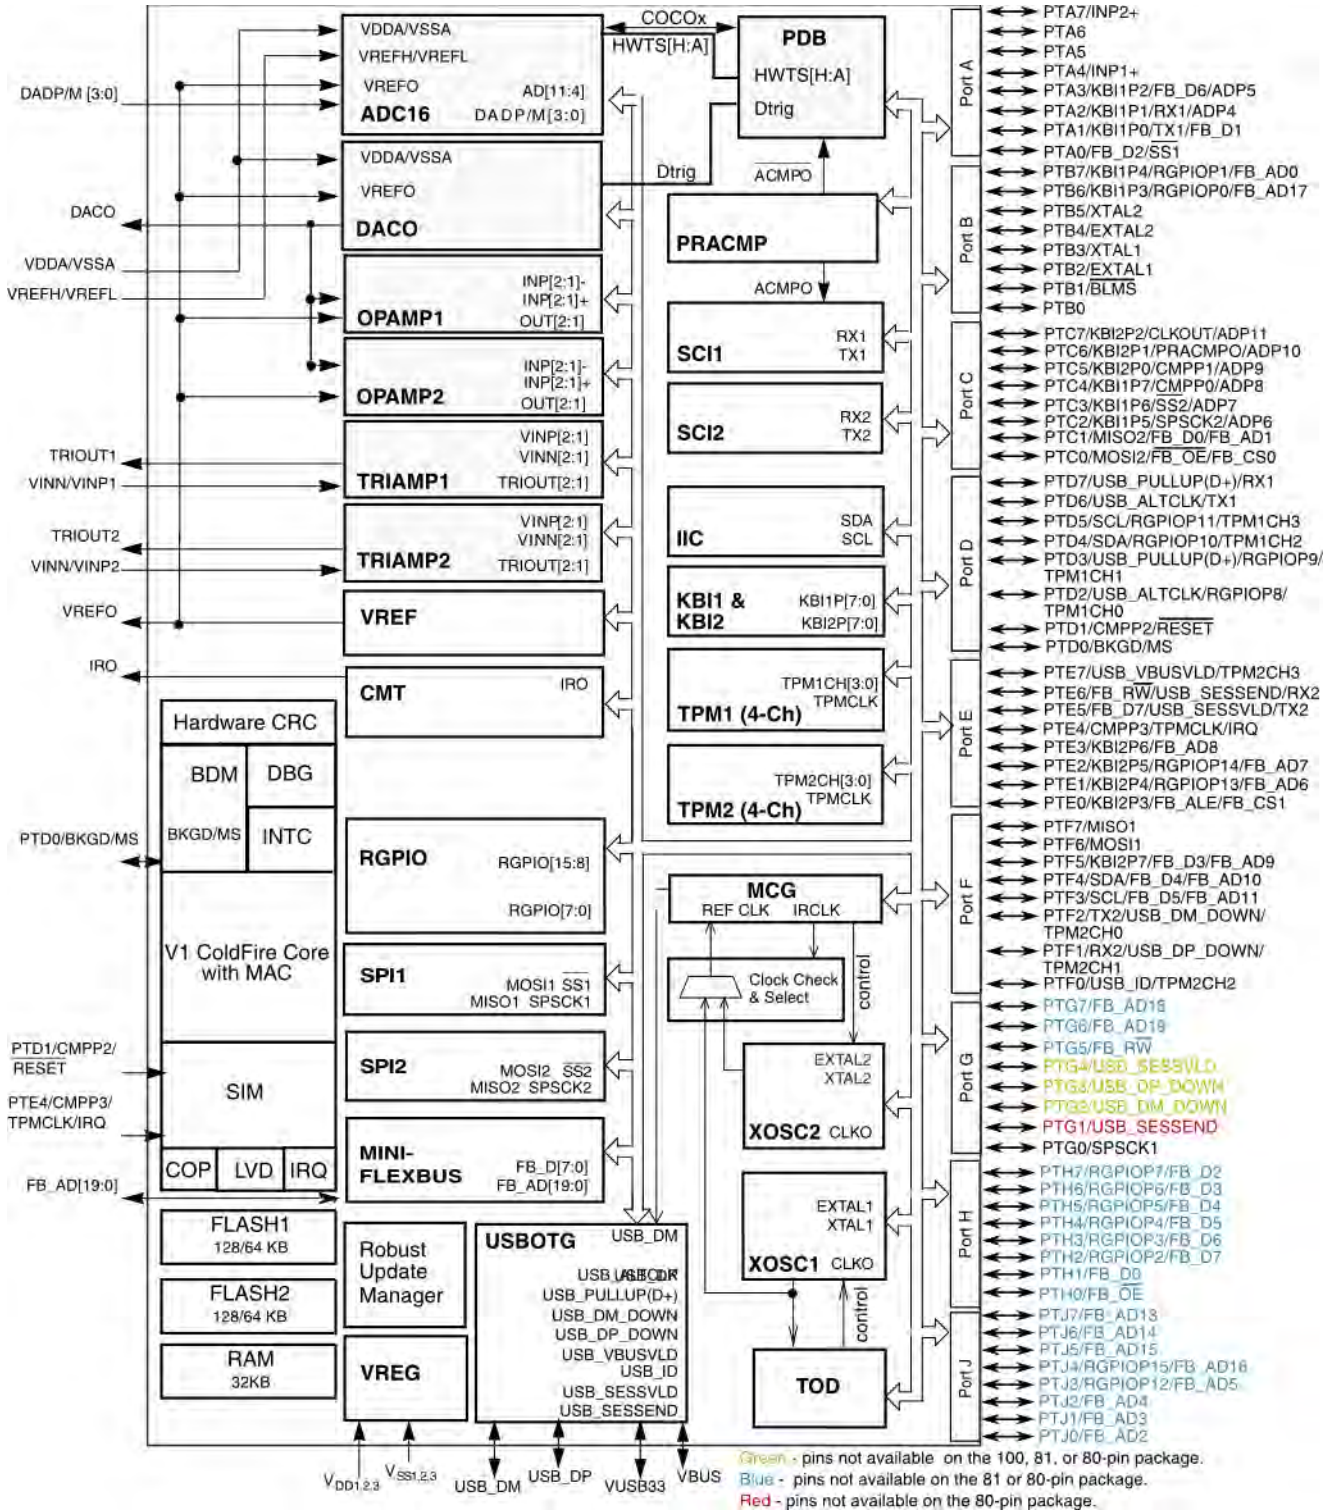 COCOx
VDDA/VSSA
HWTS[H:A]
VREFH/VREFL
VREFO
AD[11:4]
DADP/M [3:0]
ADC16
DADP/M[3:0]
PDB
HWTS[H:A]
Dtrig
VDDA/VSSA
VREFO
Dtrig
ACMPO
DACO
DACO
PRACMP
VDDA/VSSA
VREFH/VREFL
INP[2:1]-
INP[2:1]+
OPAMP1
OUT[2:1]
ACMPO
SCI1
RX1
TX1
INP[2:1]-
INP[2:1]+
OPAMP2
OUT[2:1]
SCI2
RX2
TX2
TRIOUT1
VINN/VINP1
VINP[2:1]
VINN[2:1]
TRIAMP1
TRIOUT[2:1]
TRIOUT2
VINN/VINP2
VINP[2:1]
VINN[2:1]
TRIAMP2
TRIOUT[2:1]
IIC
SDA
SCL
VREFO
VREF
KBI1 &
KBI2
KBI1P[7:0]
KBI2P[7:0]
IRO
CMT
IRO
TPM1CH[3:0]
TPMCLK
TPM1 (4-Ch)
TPM2CH[3:0]
TPMCLK
TPM2 (4-Ch)
Hardware CRC
BDM
DBG
BKGD/MS
INTC
PTD0/BKGD/MS
RGPIO
RGPIO[15:8]
RGPIO[7:0]
MCG
REF CLK
IRCLK
V1 ColdFire Core
with MAC
SPI1
MOSI1 SS1
MISO1 SPSCK1
Clock Check
& Select
control
PTD1/CMPP2/
RESET
PTE4/CMPP3/
TPMCLK/IRQ
SIM
SPI2
MOSI2 SS2
MISO2 SPSCK2
EXTAL2
XTAL2
XOSC2
CLKO
COP
LVD
IRQ
FB_AD[19:0]
MINI-
FLEXBUS
FB_D[7:0]
FB_AD[19:0]
EXTAL1
XTAL1
XOSC1
CLKO
control
TOD
FLASH1
128/64 KB
FLASH2
128/64 KB
RAM
32KB
Robust
Update
Manager
VREG
USBOTG
USB_DM
USB_PULLUP(D+)
USB_DM_DOWN
USB_DP_DOWN
USB_VBUSVLD
USB_ID
USB_SESSVLD
USB_SESSEND
VDD1,2,3
VSS1,2,3
USB_DM
USB_DP
VUSB33
VBUS
Port A
PTA7/INP2+
PTA6
PTA5
PTA4/INP1+
PTA3/KBI1P2/FB_D6/ADP5
PTA2/KBI1P1/RX1/ADP4
PTA1/KBI1P0/TX1/FB_D1
PTA0/FB_D2/SS1
Port B
PTB7/KBI1P4/RGPIOP1/FB_AD0
PTB6/KBI1P3/RGPIOP0/FB_AD17
PTB5/XTAL2
PTB4/EXTAL2
PTB3/XTAL1
PTB2/EXTAL1
PTB1/BLMS
PTB0
Port C
PTC7/KBI2P2/CLKOUT/ADP11
PTC6/KBI2P1/PRACMPO/ADP10
PTC5/KBI2P0/CMPP1/ADP9
PTC4/KBI1P7/CMPP0/ADP8
PTC3/KBI1P6/SS2/ADP7
PTC2/KBI1P5/SPSCK2/ADP6
PTC1/MISO2/FB_D0/FB_AD1
PTC0/MOSI2/FB_OE/FB_CS0
Port D
PTD7/USB_PULLUP(D+)/RX1
PTD6/USB_ALTCLK/TX1
PTD5/SCL/RGPIOP11/TPM1CH3
PTD4/SDA/RGPIOP10/TPM1CH2
PTD3/USB_PULLUP(D+)/RGPIOP9/
TPM1CH1
PTD2/USB_ALTCLK/RGPIOP8/
TPM1CH0
PTD1/CMPP2/RESET
PTD0/BKGD/MS
Port E
PTE7/USB_VBUSVLD/TPM2CH3
PTE6/FB_RW/USB_SESSEND/RX2
PTE5/FB_D7/USB_SESSVLD/TX2
PTE4/CMPP3/TPMCLK/IRQ
PTE3/KBI2P6/FB_AD8
PTE2/KBI2P5/RGPIOP14/FB_AD7
PTE1/KBI2P4/RGPIOP13/FB_AD6
PTE0/KBI2P3/FB_ALE/FB_CS1
Port F
PTF7/MISO1
PTF6/MOSI1
PTF5/KBI2P7/FB_D3/FB_AD9
PTF4/SDA/FB_D4/FB_AD10
PTF3/SCL/FB_D5/FB_AD11
PTF2/TX2/USB_DM_DOWN/
TPM2CH0
PTF1/RX2/USB_DP_DOWN/
TPM2CH1
PTF0/USB_ID/TPM2CH2
Port G
PTG7/FB_AD18
PTG6/FB_AD19
PTG5/FB_RW
PTG4/USB_SESSVLD
PTG3/USB_DP_DOWN
PTG2/USB_DM_DOWN
PTG1/USB_SESSEND
PTG0/SPSCK1
Port H
PTH7/RGPIOP7/FB_D2
PTH6/RGPIOP6/FB_D3
PTH5/RGPIOP5/FB_D4
PTH4/RGPIOP4/FB_D5
PTH3/RGPIOP3/FB_D6
PTH2/RGPIOP2/FB_D7
PTH1/FB_D0
PTH0/FB_OE
Port J
PTJ7/FB_AD13
PTJ6/FB_AD14
PTJ5/FB_AD15
PTJ4/RGPIOP15/FB_AD16
PTJ3/RGPIOP12/FB_AD5
PTJ2/FB_AD4
PTJ1/FB_AD3
PTJ0/FB_AD2
Green - pins not available on the 100, 81, or 80-pin package.
Blue - pins not available on the 81 or 80-pin package.
Red - pins not available on the 80-pin package.